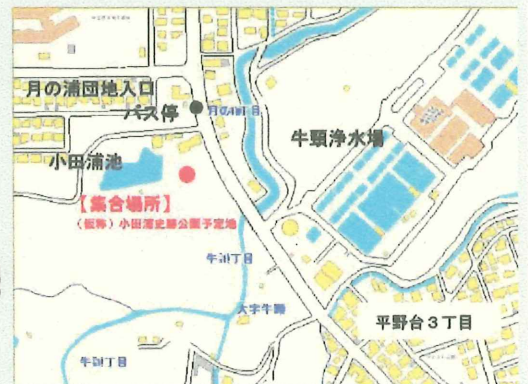 月の浦団地入口
バス停
牛頸浄水場
小田浦池
【集合場所】
(仮称)小田浦史跡公園予定地
大字牛頸
平野台3丁目